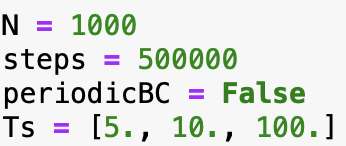 N = 1000
steps = 500000
periodicBC = False
Ts = [5., 10., 100.]